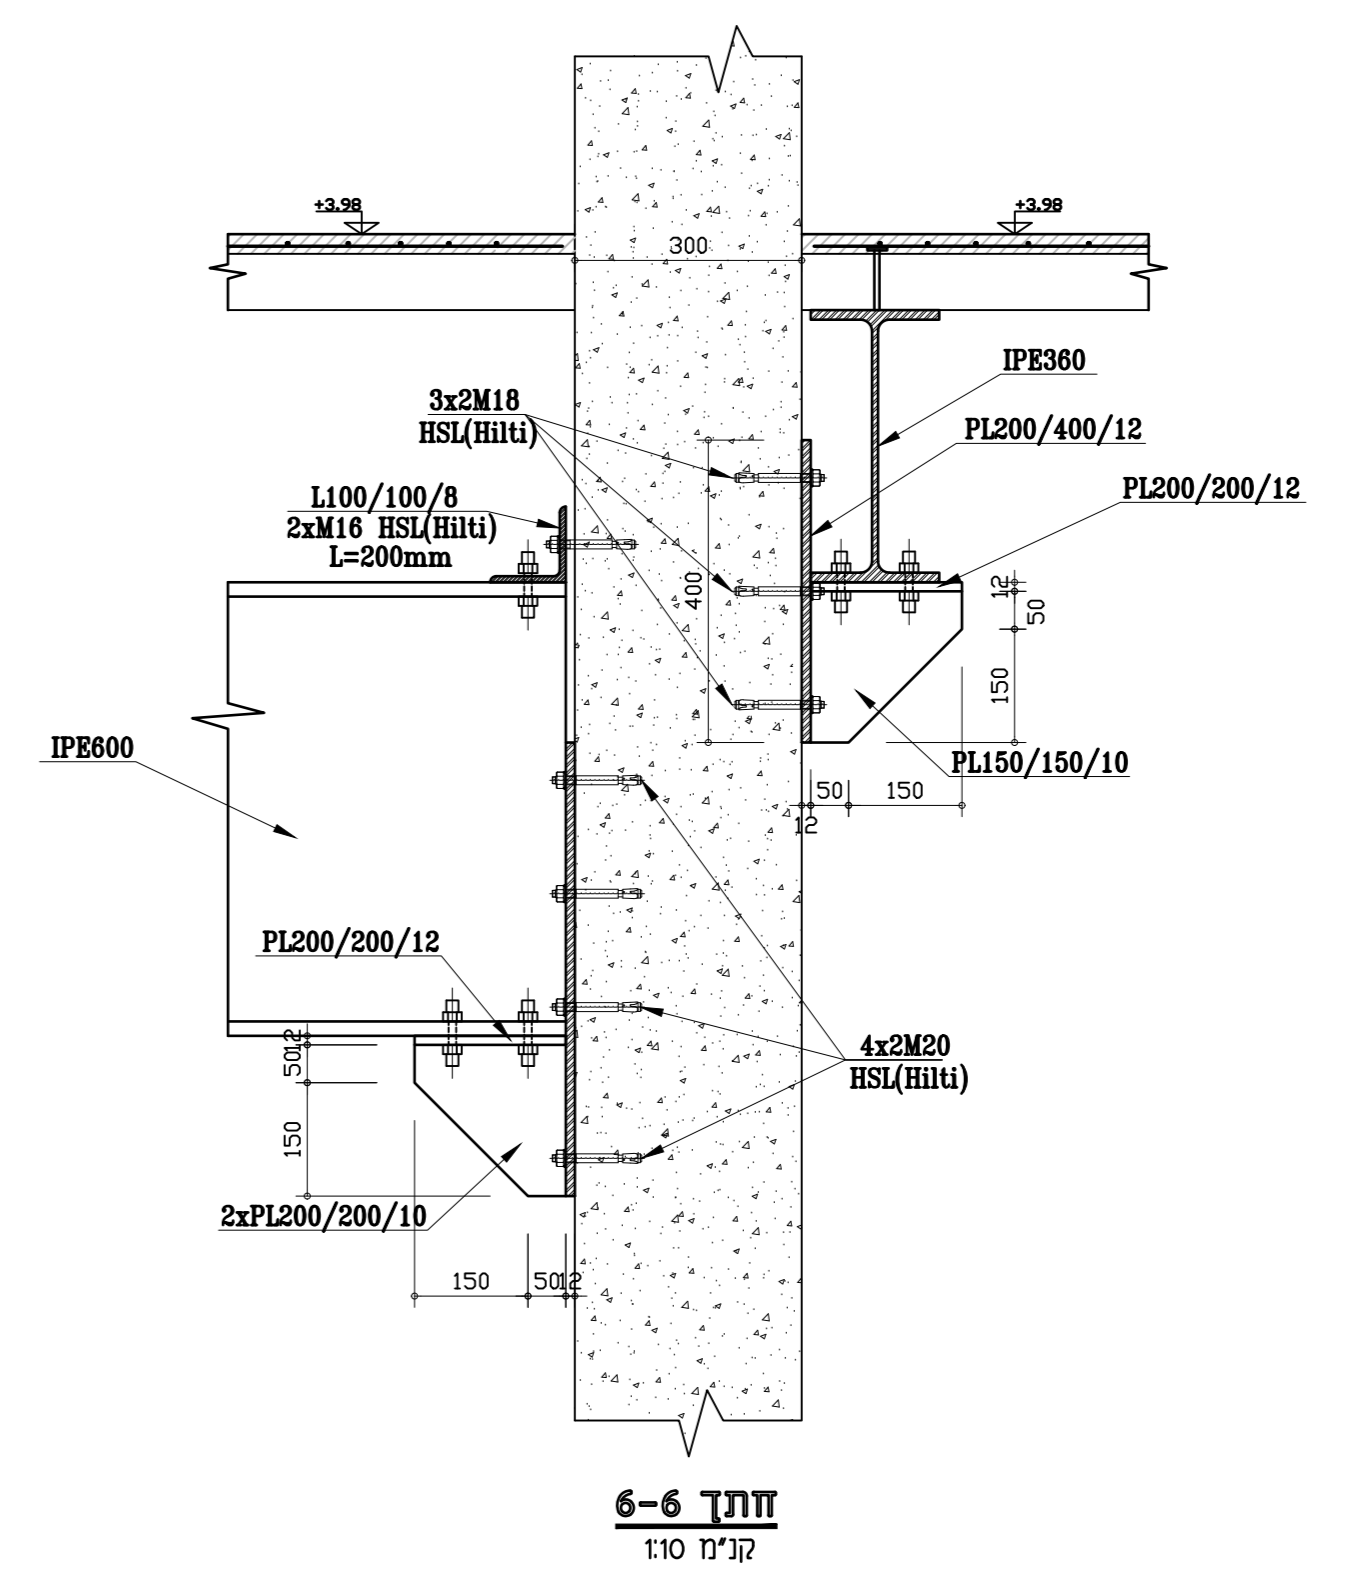 +3.98
+3.98
300
IPE360
3x2M18
HSL(Hilti)
PL200/400/12
L100/100/8
2xM16 HSL(Hilti)
L=200mm
PL200/200/12
400
12
50
150
IPE600
PL150/150/10
50
150
12
PL200/200/12
12
50
150
4x2M20
HSL(Hilti)
2xPL200/200/10
150
50
12
חתך 6-6
קנ"מ 1:10